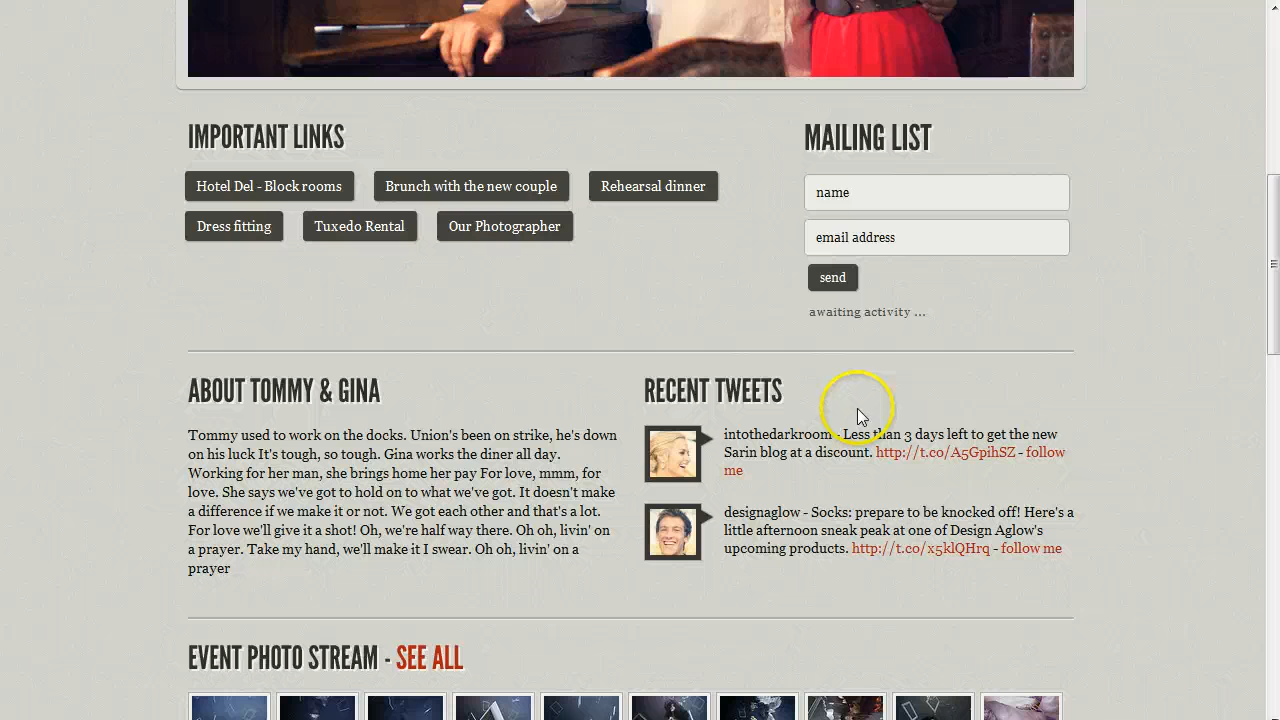 IMPORTANT LINKS
Hotel Del - Block rooms
Brunch with the new couple
Rehearsal dinner
Dress fitting
Tuxedo Rental
Our Photographer
MAILING LIST
name
email address
send
awaiting activity ...
ABOUT TOMMY & GINA
Tommy used to work on the docks. Union's been on strike, he's down
on his luck It's tough, so tough. Gina works the diner all day.
Working for her man, she brings home her pay For love, mmm, for
love. She says we've got to hold on to what we've got. It doesn't make
a difference if we make it or not. We got each other and that's a lot.
For love we'll give it a shot! Oh, we're half way there. Oh oh, livin' on
a prayer. Take my hand, we'll make it I swear. Oh oh, livin' on a
prayer
RECENT TWEETS
intothedarkroom - Less than 3 days left to get the new
Sarin blog at a discount. http://t.co/A5GpihSZ - follow
me
designaglow - Socks: prepare to be knocked off! Here's a
little afternoon sneak peak at one of Design Aglow's
upcoming products. http://t.co/x5klQHrq - follow me
EVENT PHOTO STREAM - SEE ALL